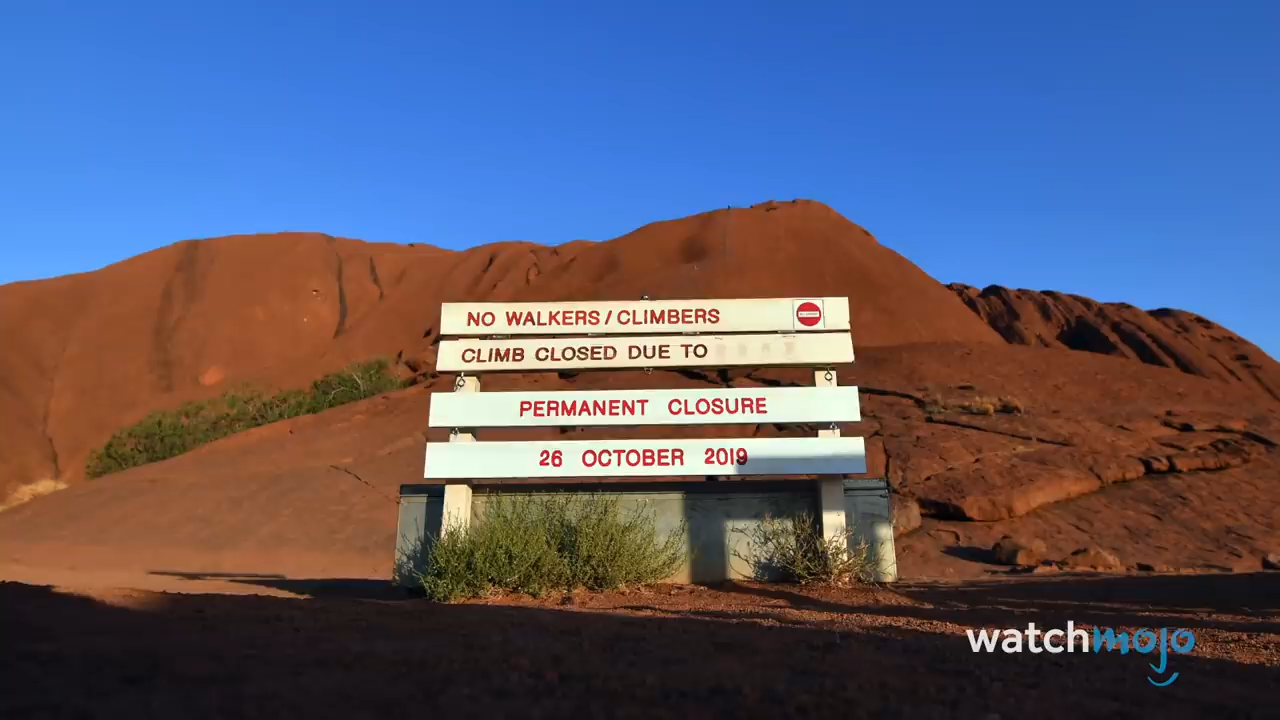 NO WALKERS / CLIMBERS
CLIMB CLOSED DUE TO
PERMANENT CLOSURE
26 OCTOBER 2019
watchmojo